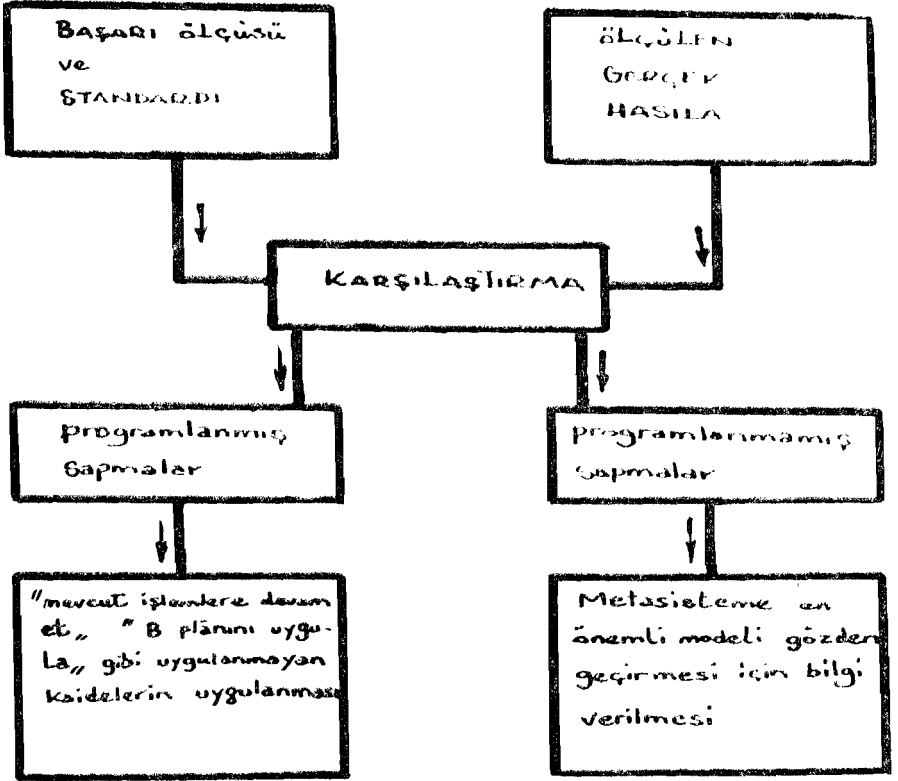 BAŞARI ÖLÇÜSÜ
ve
STANDARDI
ÖLÇÜLEN
GERÇEK
HASILA
KARŞILAŞTIRMA
programlanmış
sapmalar
programlanmamış
sapmalar
"mevcut işlemlere devam
et„ " B plânını uygu-
La„ gibi uygulanmayan
kaidelerin uygulanması
Metasisteme en
önemli modeli gözden
geçirmesi için bilgi
verilmesi